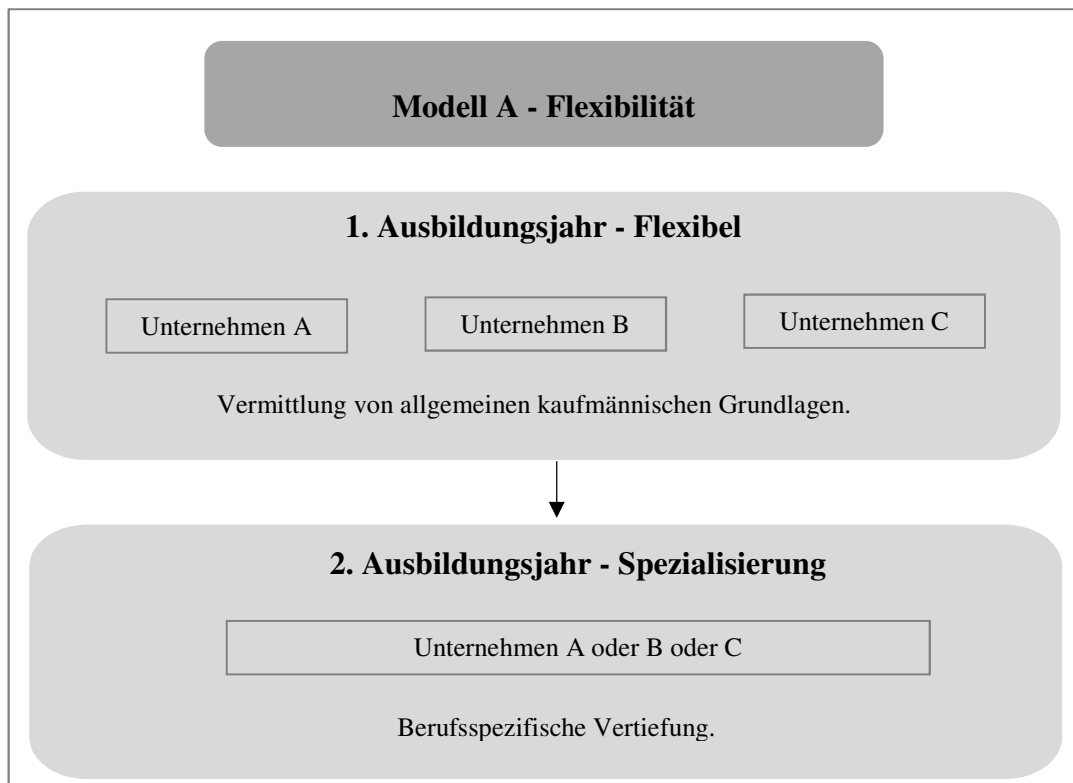 Modell A - Flexibilität
1. Ausbildungsjahr - Flexibel
Unternehmen A
Unternehmen B
Unternehmen C
Vermittlung von allgemeinen kaufmännischen Grundlagen.
2. Ausbildungsjahr - Spezialisierung
Unternehmen A oder B oder C
Berufsspezifische Vertiefung.